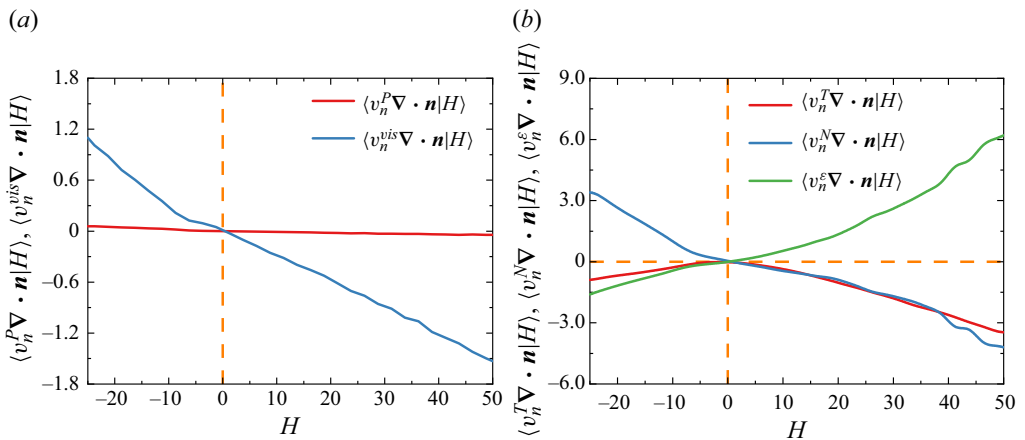 (a)
(b)
1.8
1.2
0.6
0
–0.6
–1.2
–1.8
⟨v_n^P ∇ · n|H⟩, ⟨v_n^{vis} ∇ · n|H⟩
⟨v_n^P ∇ · n|H⟩
⟨v_n^{vis} ∇ · n|H⟩
–20 –10 0 10 20 30 40 50
H
9.0
6.0
3.0
0
–3.0
–6.0
⟨v_n^T ∇ · n|H⟩, ⟨v_n^N ∇ · n|H⟩, ⟨v_n^ε ∇ · n|H⟩
⟨v_n^T ∇ · n|H⟩
⟨v_n^N ∇ · n|H⟩
⟨v_n^ε ∇ · n|H⟩
–20 –10 0 10 20 30 40 50
H